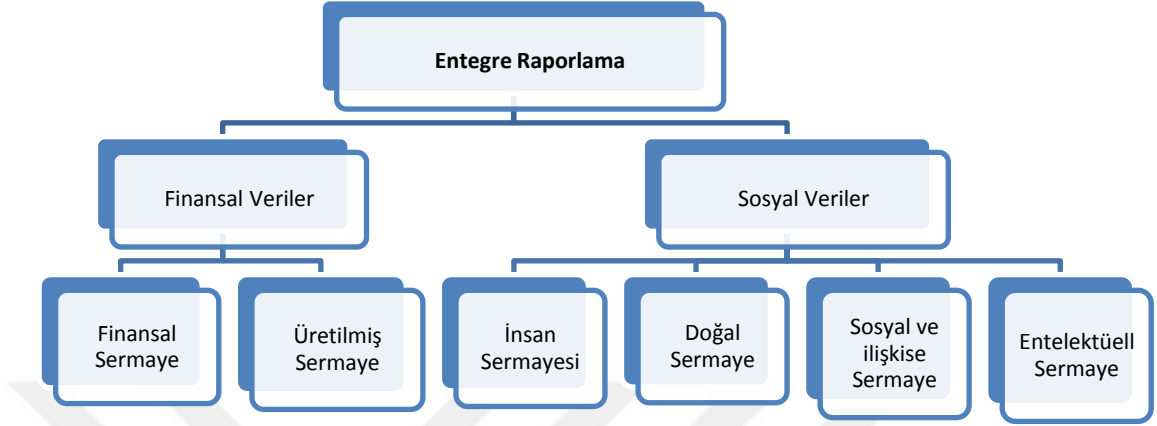 Entegre Raporlama
Finansal Veriler
Sosyal Veriler
Finansal
Sermaye
Üretilmiş
Sermaye
İnsan
Sermayesi
Doğal
Sermaye
Sosyal ve
ilişkise
Sermaye
Entelektüell
Sermaye